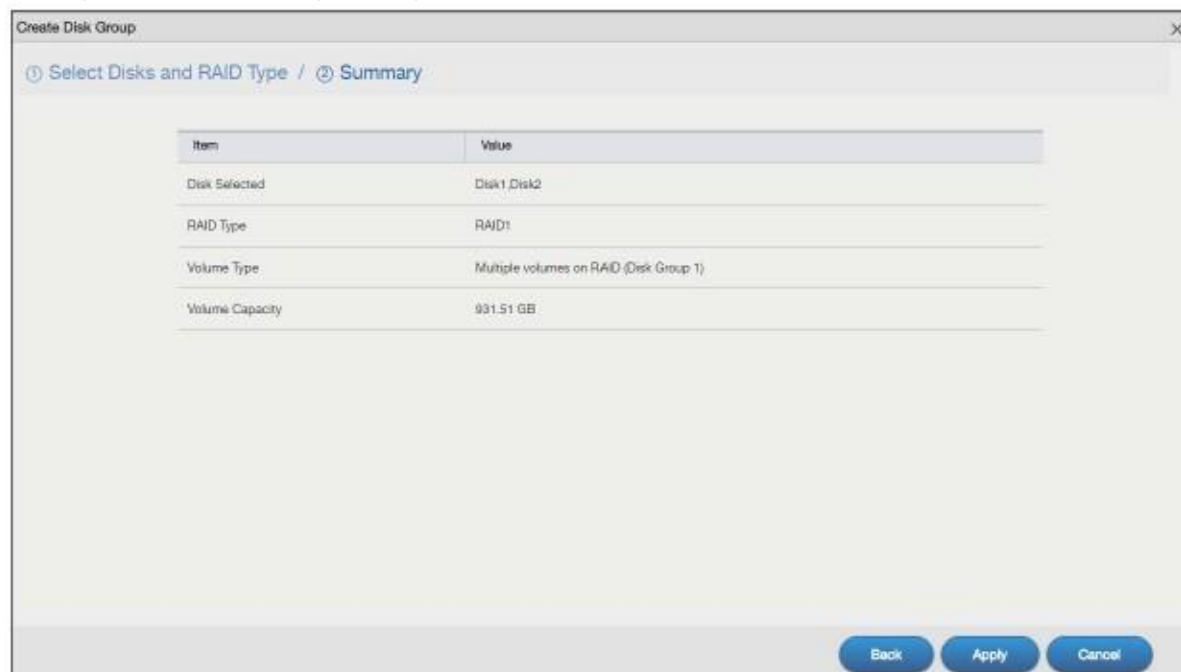 Create Disk Group
① Select Disks and RAID Type / ② Summary
Item Value
Disk Selected Disk1,Disk2
RAID Type RAID1
Volume Type Multiple volumes on RAID (Disk Group 1)
Volume Capacity 931.51 GB
Back Apply Cancel